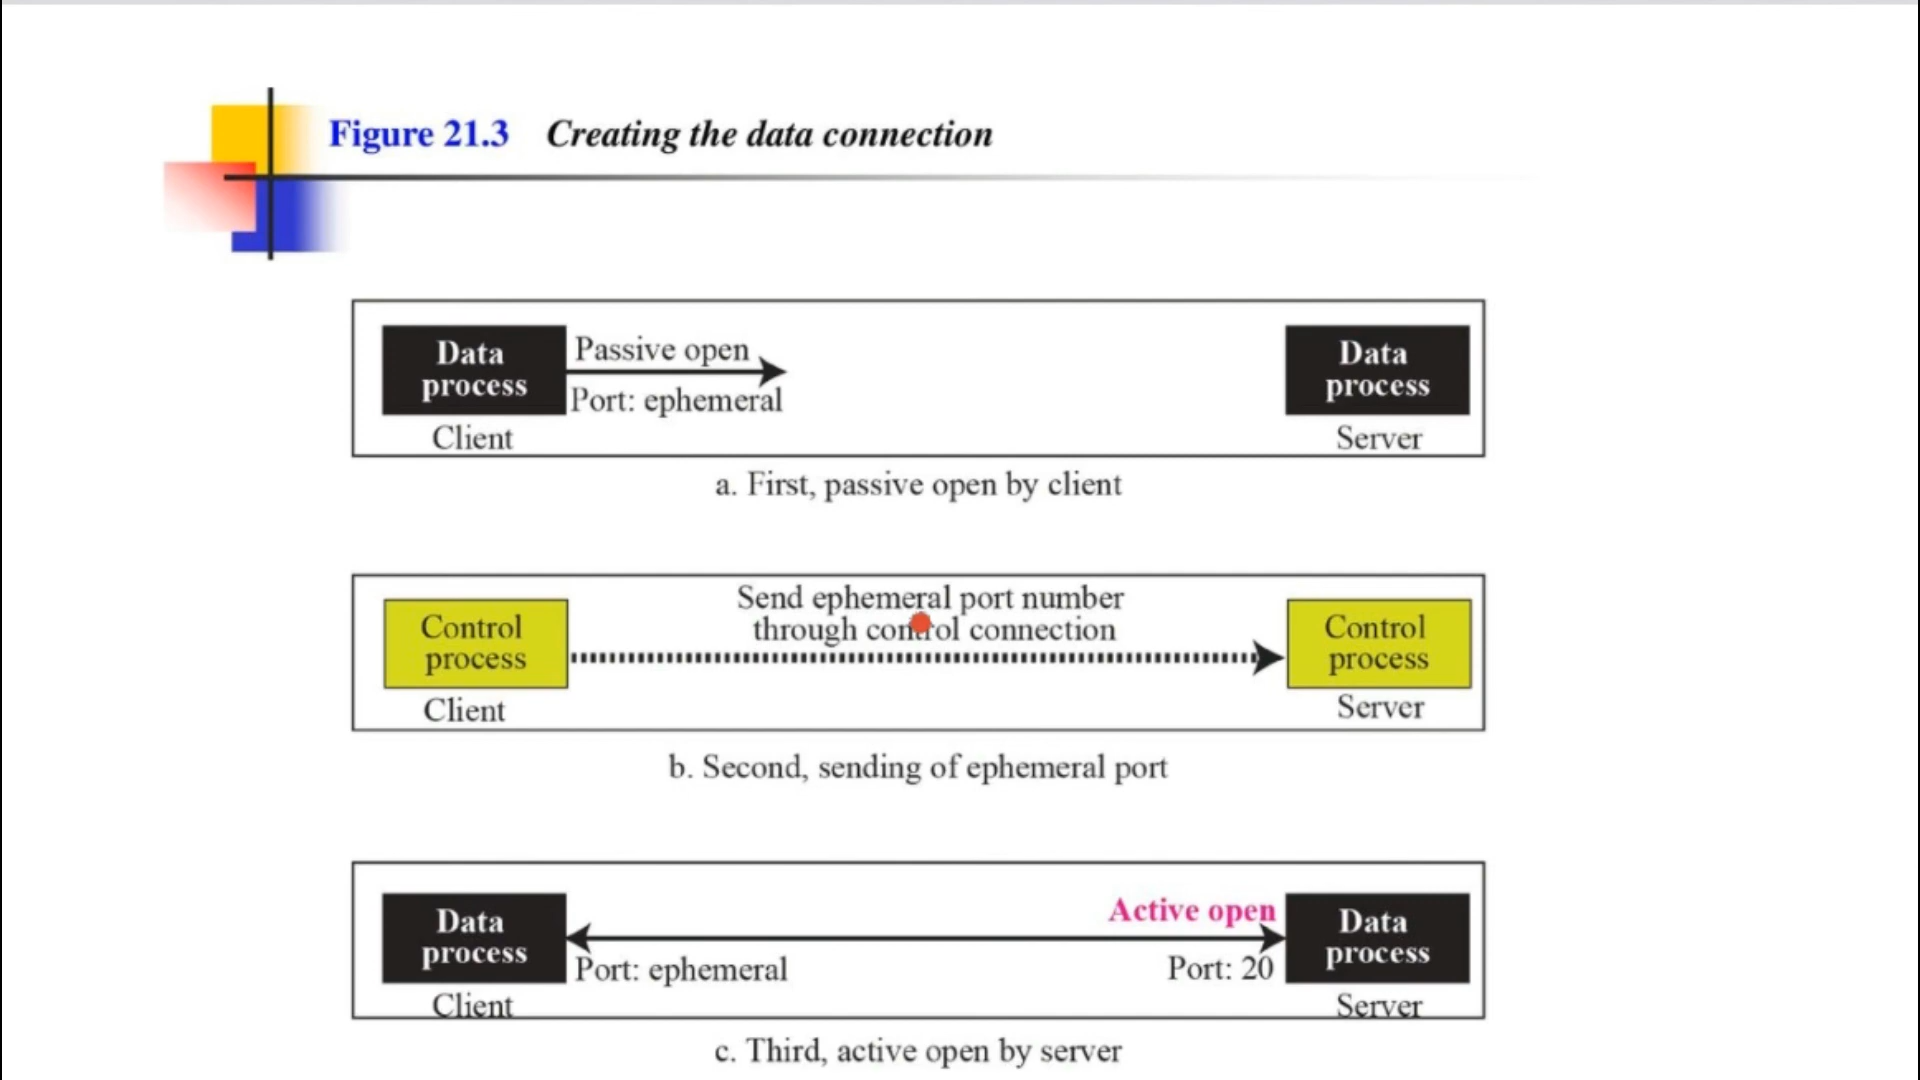 Figure 21.3 Creating the data connection
Data process
Passive open
Port: ephemeral
Client
Data process
Server
a. First, passive open by client
Control process
Client
Send ephemeral port number
through control connection
Control process
Server
b. Second, sending of ephemeral port
Data process
Port: ephemeral
Client
Active open
Port: 20
Data process
Server
c. Third, active open by server